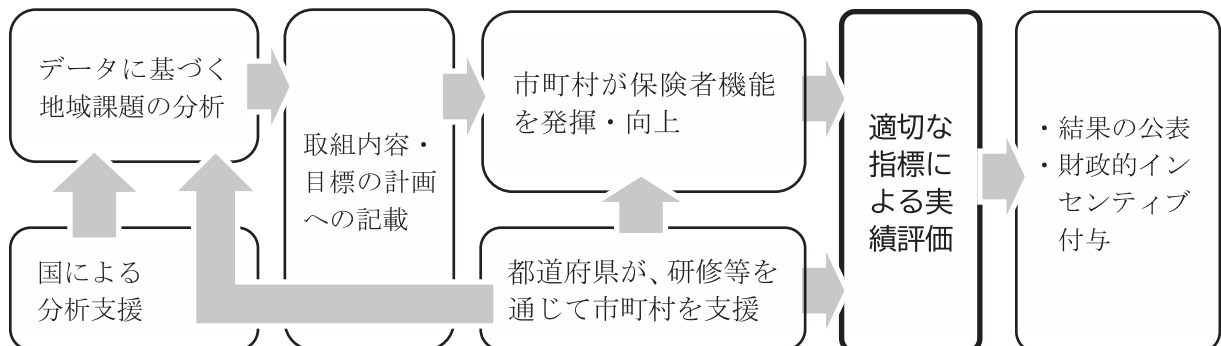 データに基づく
地域課題の分析
国による
分析支援
取組内容・
目標の計画
への記載
市町村が保険者機能
を発揮・向上
都道府県が、研修等を
通じて市町村を支援
適切な
指標に
よる実
績評価
・結果の公表
・財政的イン
センティブ
付与